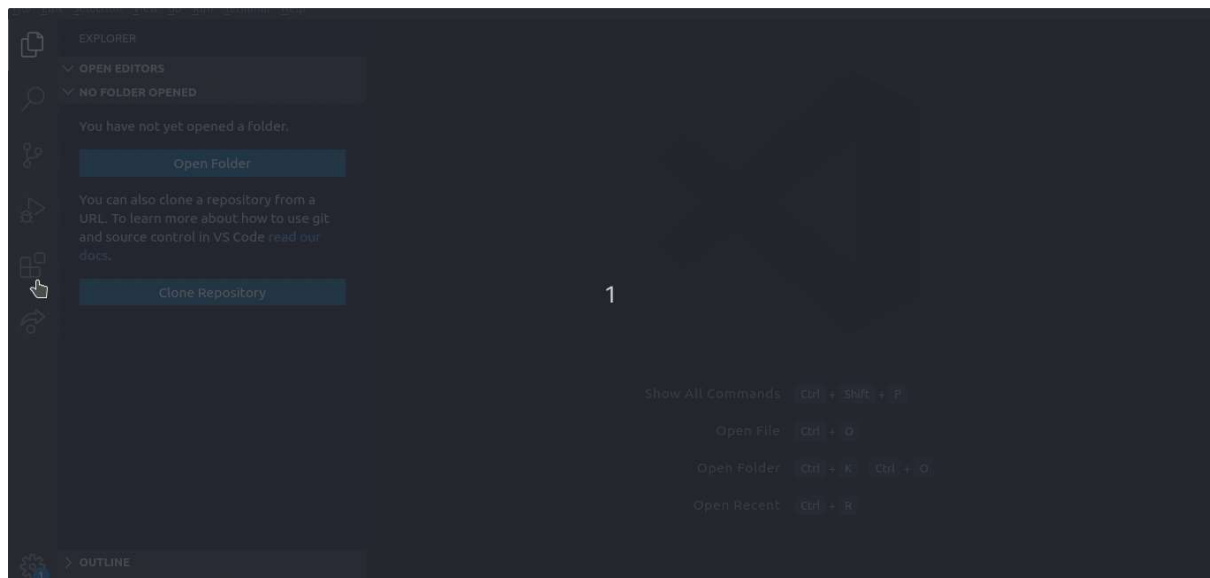 EXPLORER
OPEN EDITORS
NO FOLDER OPENED
You have not yet opened a folder.
Open Folder
You can also clone a repository from a
URL. To learn more about how to use git
and source control in VS Code read our
docs.
Clone Repository
1
Show All Commands Ctrl + Shift + P
Open File Ctrl + O
Open Folder Ctrl + K Ctrl + O
Open Recent Ctrl + R
OUTLINE
1